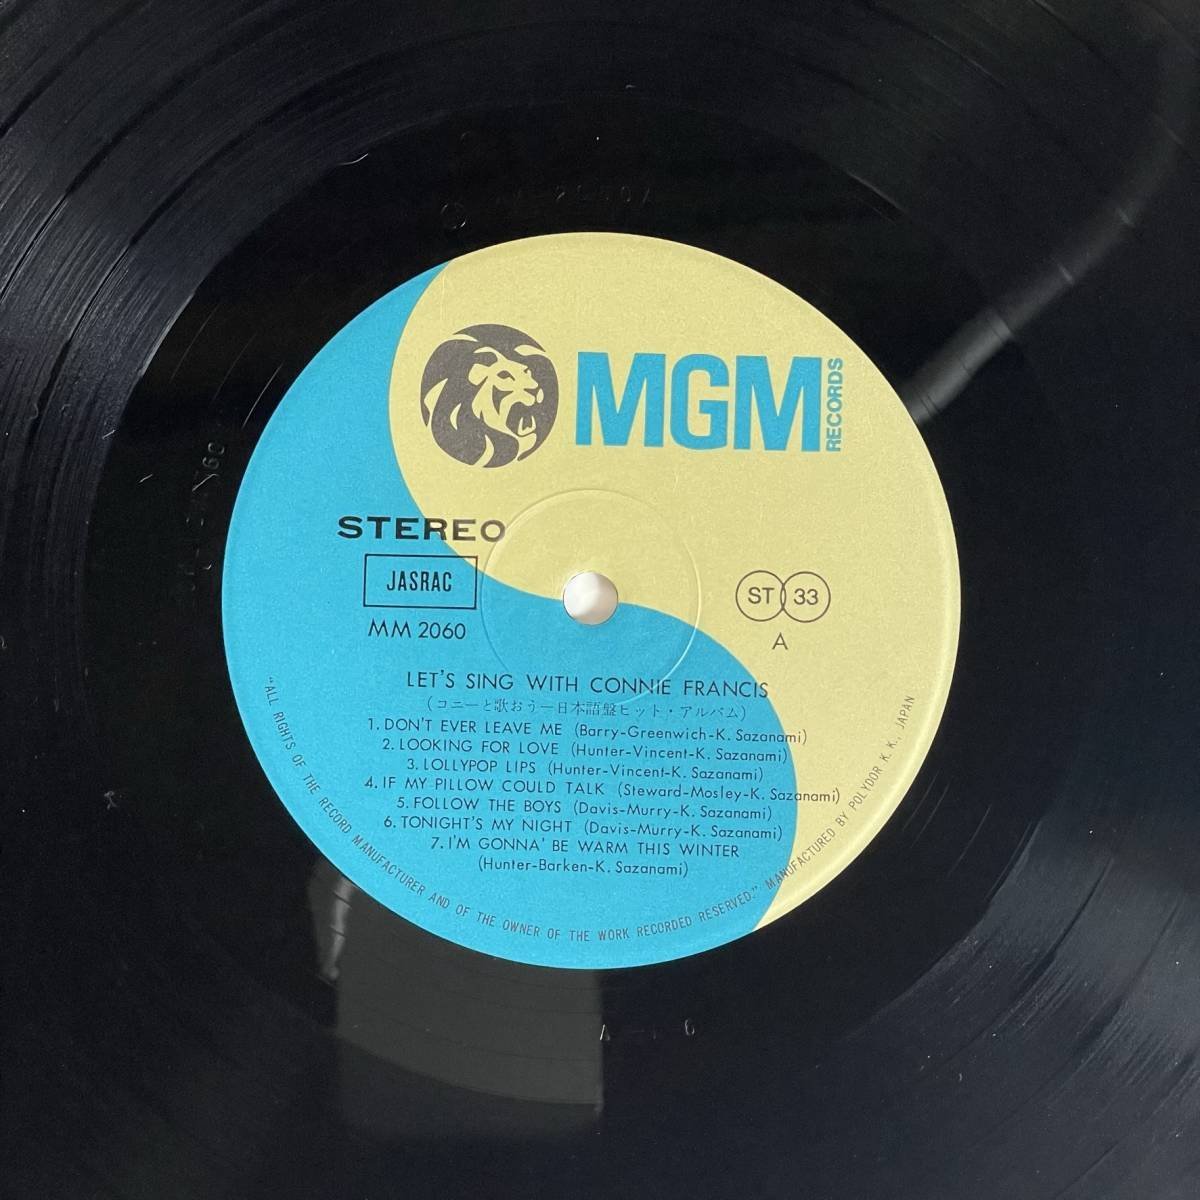 MGM
RECORDS
STEREO
JASRAC
MM 2060
ST 33
A
LET'S SING WITH CONNIE FRANCIS
(コニーと歌おうー日本語盤ヒット・アルバム)
1. DON'T EVER LEAVE ME (Barry-Greenwich-K. Sazanami)
2. LOOKING FOR LOVE (Hunter-Vincent-K. Sazanami)
3. LOLLYPOP LIPS (Hunter-Vincent-K. Sazanami)
4. IF MY PILLOW COULD TALK (Steward-Mosley-K. Sazanami)
5. FOLLOW THE BOYS (Davis-Murry-K. Sazanami)
6. TONIGHT'S MY NIGHT (Davis-Murry-K. Sazanami)
7. I'M GONNA' BE WARM THIS WINTER
(Hunter-Barken-K. Sazanami)
"ALL RIGHTS OF THE RECORD MANUFACTURER AND OF THE OWNER OF THE WORK RECORDED RESERVED." MANUFACTURED BY POLYDOR K.K., JAPAN